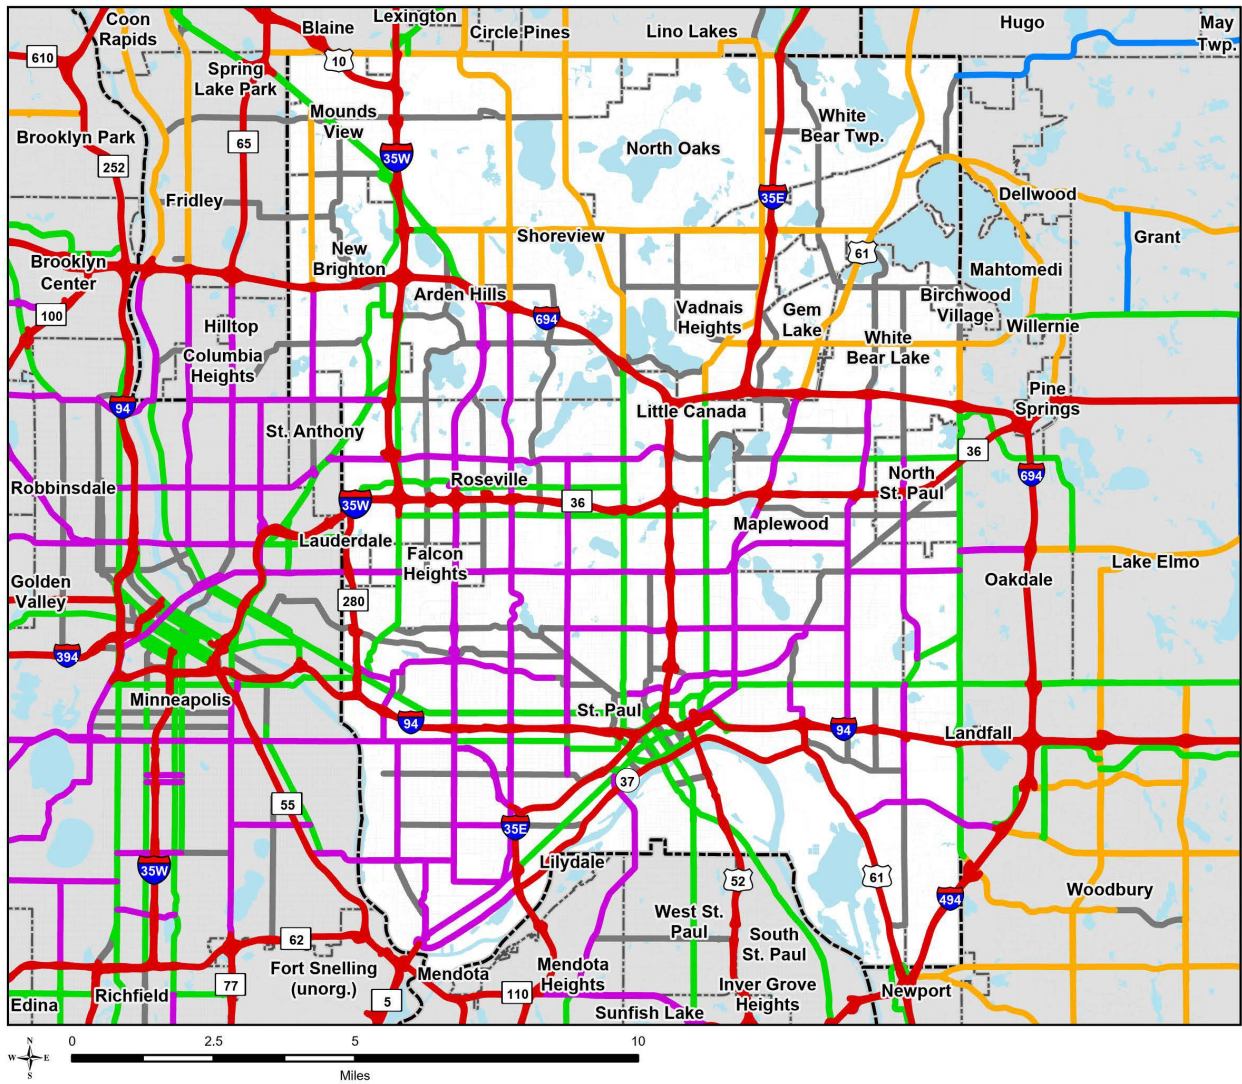 Coon
Rapids
Blaine
Lexington
Circle Pines
Lino Lakes
Hugo
May
Twp.
610
10
Spring
Lake Park
Brooklyn Park
65
Mounds
View
White
Bear Twp.
North Oaks
35W
252
35E
Dellwood
Fridley
Shoreview
Grant
61
New
Brighton
Brooklyn
Center
Mahtomedi
Arden Hills
Birchwood
Village
100
694
Vadnais
Heights
Gem
Lake
Willernie
Hilltop
Columbia
Heights
White
Bear Lake
94
Little Canada
Pine
Springs
St. Anthony
36
Robbinsdale
Roseville
North
St. Paul
694
35W
36
Maplewood
Lauderdale
Falcon
Heights
Lake Elmo
Golden
Valley
Oakdale
280
394
Minneapolis
St. Paul
94
94
Landfall
37
55
35E
35W
Lilydale
52
61
Woodbury
494
West St.
Paul
62
South
St. Paul
Fort Snelling
(unorg.)
Mendota
Mendota
Heights
77
110
Inver Grove
Heights
Newport
Edina
Richfield
5
Sunfish Lake
N
W
E
S
0
2.5
5
10
Miles